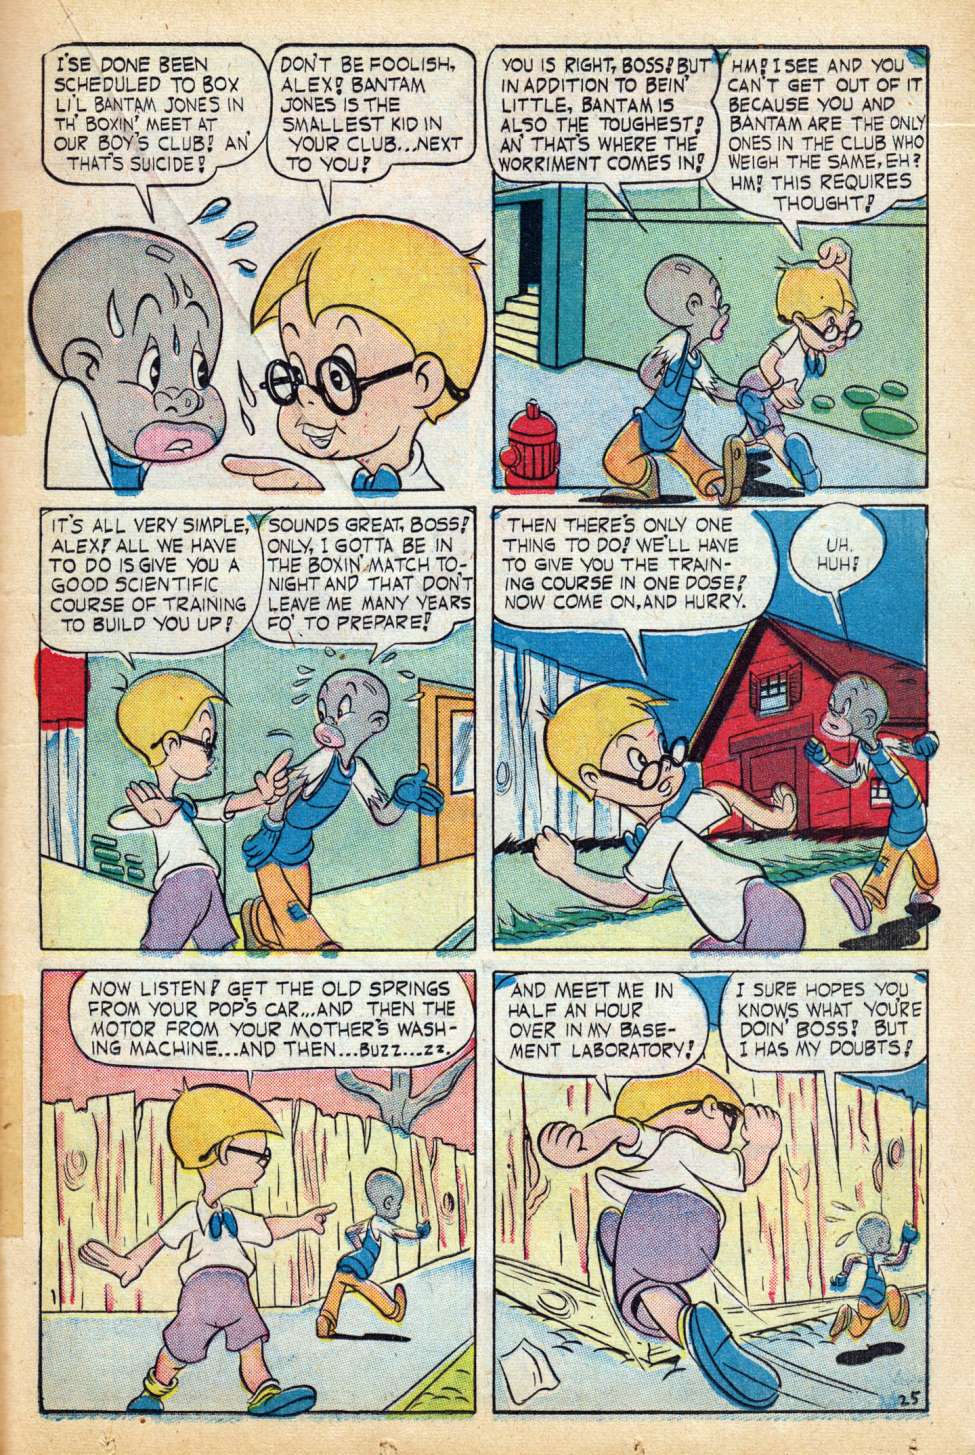 I'SE DONE BEEN
SCHEDULED TO BOX
LI'L BANTAM JONES IN
TH' BOXIN' MEET AT
OUR BOY'S CLUB! AN'
THAT'S SUICIDE!
DON'T BE FOOLISH,
ALEX! BANTAM
JONES IS THE
SMALLEST KID IN
YOUR CLUB...NEXT
TO YOU!
YOU IS RIGHT, BOSS! BUT
IN ADDITION TO BEIN'
LITTLE, BANTAM IS
ALSO THE TOUGHEST!
AN' THAT'S WHERE THE
WORRIMENT COMES IN!
HM! I SEE AND YOU
CAN'T GET OUT OF IT
BECAUSE YOU AND
BANTAM ARE THE ONLY
ONES IN THE CLUB WHO
WEIGH THE SAME, EH?
HM! THIS REQUIRES
THOUGHT!
IT'S ALL VERY SIMPLE,
ALEX! ALL WE HAVE
TO DO IS GIVE YOU A
GOOD SCIENTIFIC
COURSE OF TRAINING
TO BUILD YOU UP!
SOUNDS GREAT, BOSS!
ONLY, I GOTTA BE IN
THE BOXIN' MATCH TO-
NIGHT AND THAT DON'T
LEAVE ME MANY YEARS
FO' TO PREPARE!
THEN THERE'S ONLY ONE
THING TO DO! WE'LL HAVE
TO GIVE YOU THE TRAIN-
ING COURSE IN ONE DOSE!
NOW COME ON, AND HURRY.
UH.
HUH!
NOW LISTEN! GET THE OLD SPRINGS
FROM YOUR POP'S CAR...AND THEN THE
MOTOR FROM YOUR MOTHER'S WASH-
ING MACHINE...AND THEN...BUZZ...ZZ.
AND MEET ME IN
HALF AN HOUR
OVER IN MY BASE-
MENT LABORATORY!
I SURE HOPES YOU
KNOWS WHAT YOU'RE
DOIN' BOSS! BUT
I HAS MY DOUBTS!
25